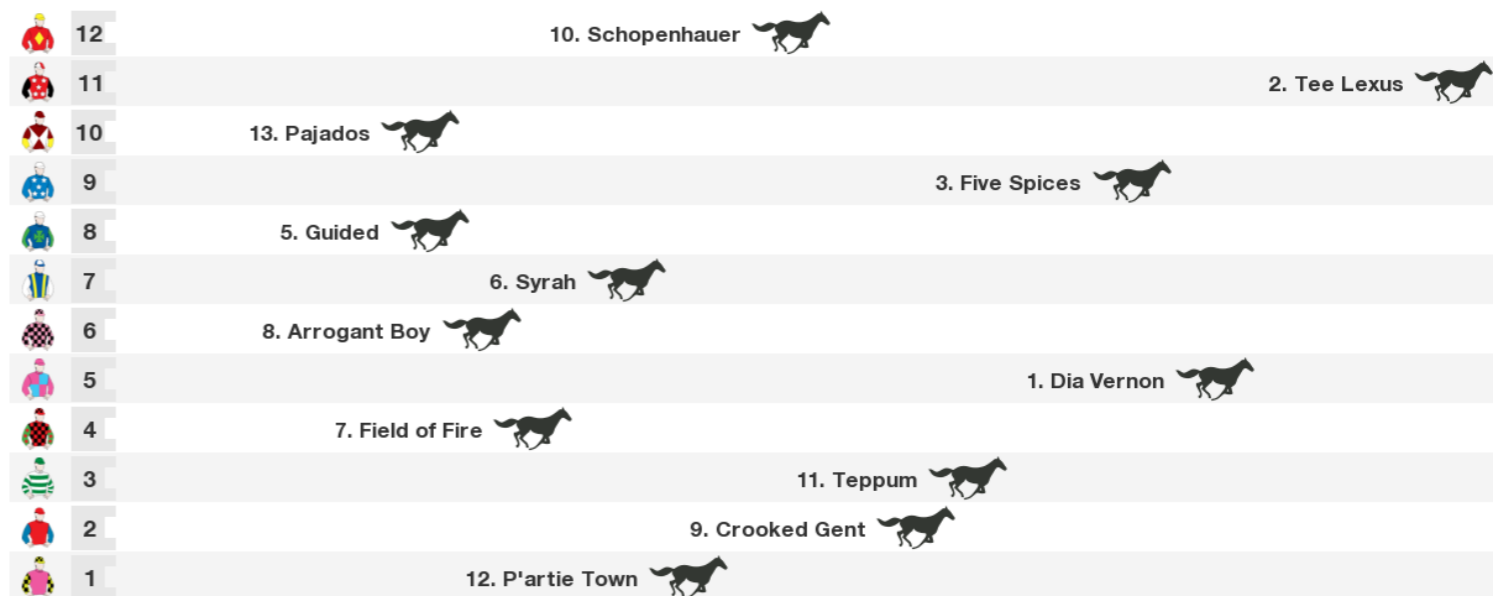 12 10. Schopenhauer
11 2. Tee Lexus
10 13. Pajados
9 3. Five Spices
8 5. Guided
7 6. Syrah
6 8. Arrogant Boy
5 1. Dia Vernon
4 7. Field of Fire
3 11. Teppum
2 9. Crooked Gent
1 12. P'artie Town